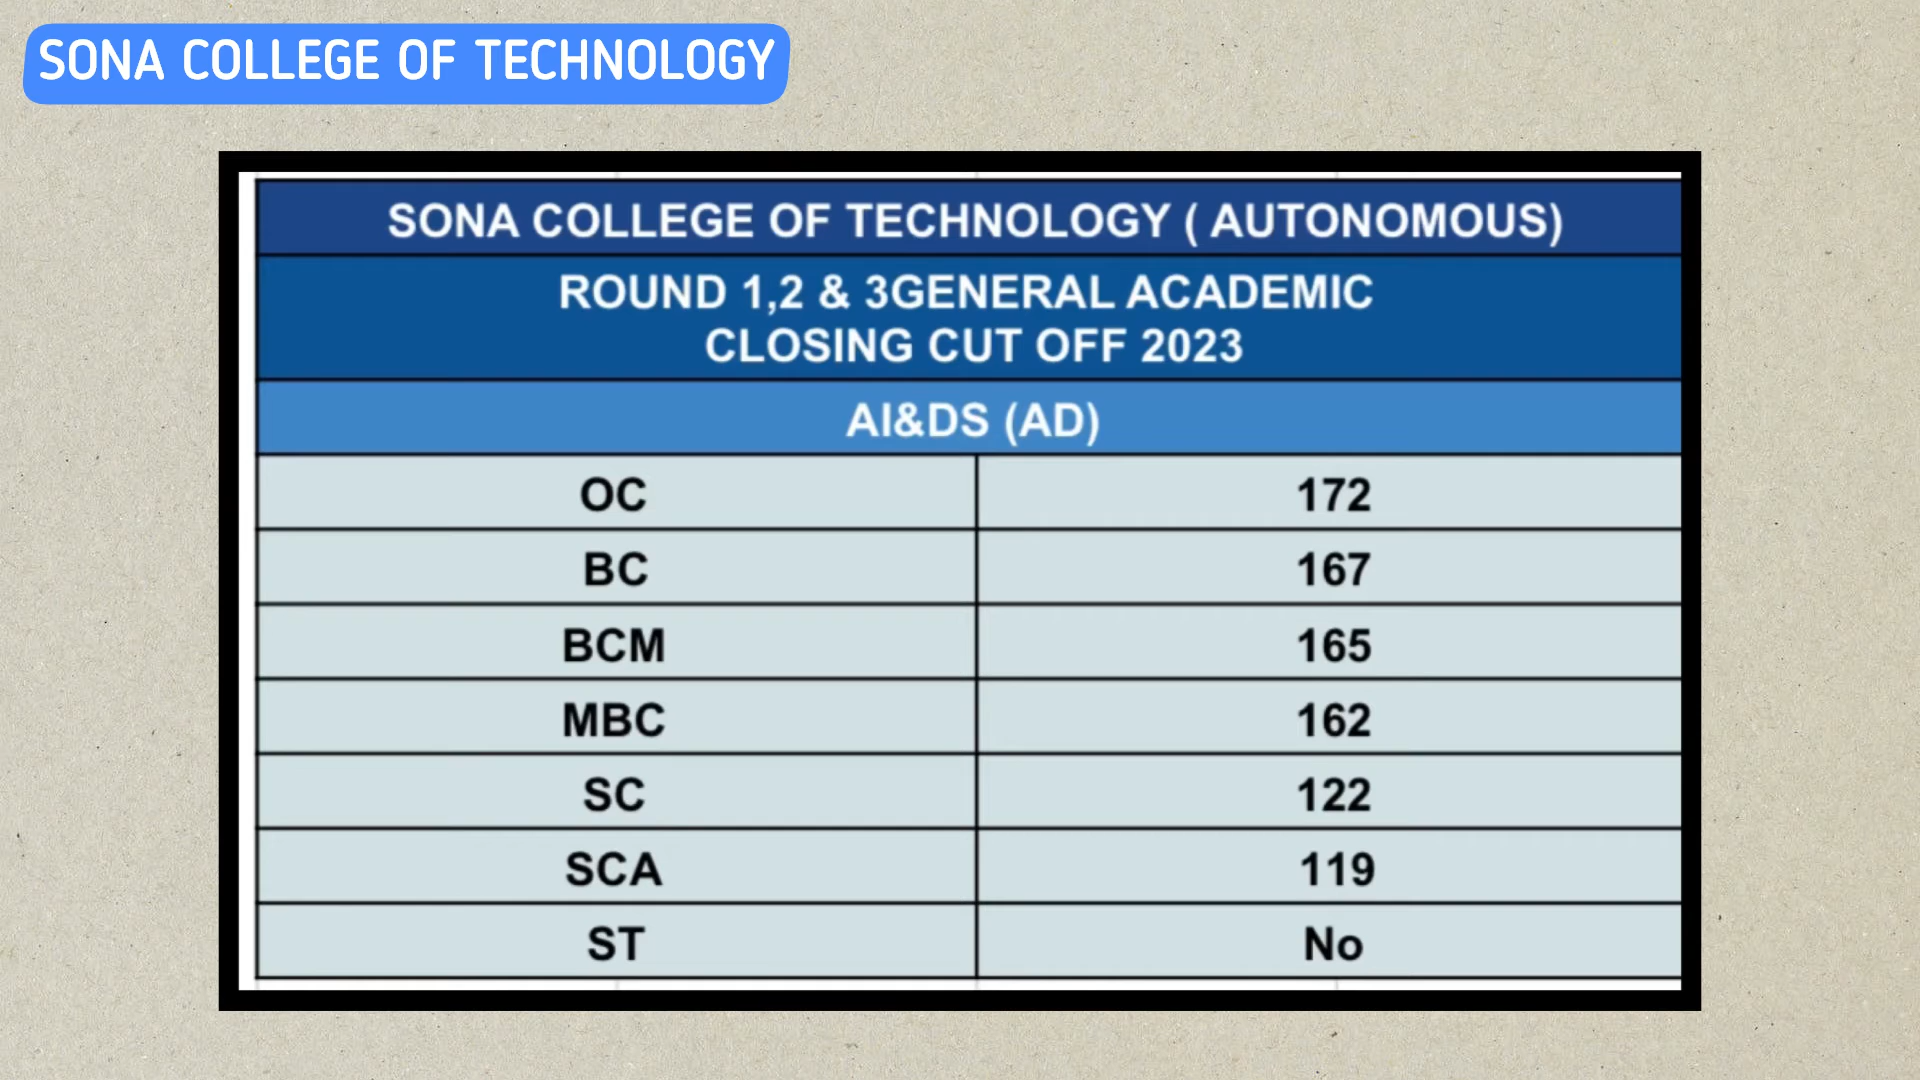 SONA COLLEGE OF TECHNOLOGY
SONA COLLEGE OF TECHNOLOGY ( AUTONOMOUS)
ROUND 1,2 & 3GENERAL ACADEMIC
CLOSING CUT OFF 2023
AI&DS (AD)
OC 172
BC 167
BCM 165
MBC 162
SC 122
SCA 119
ST No